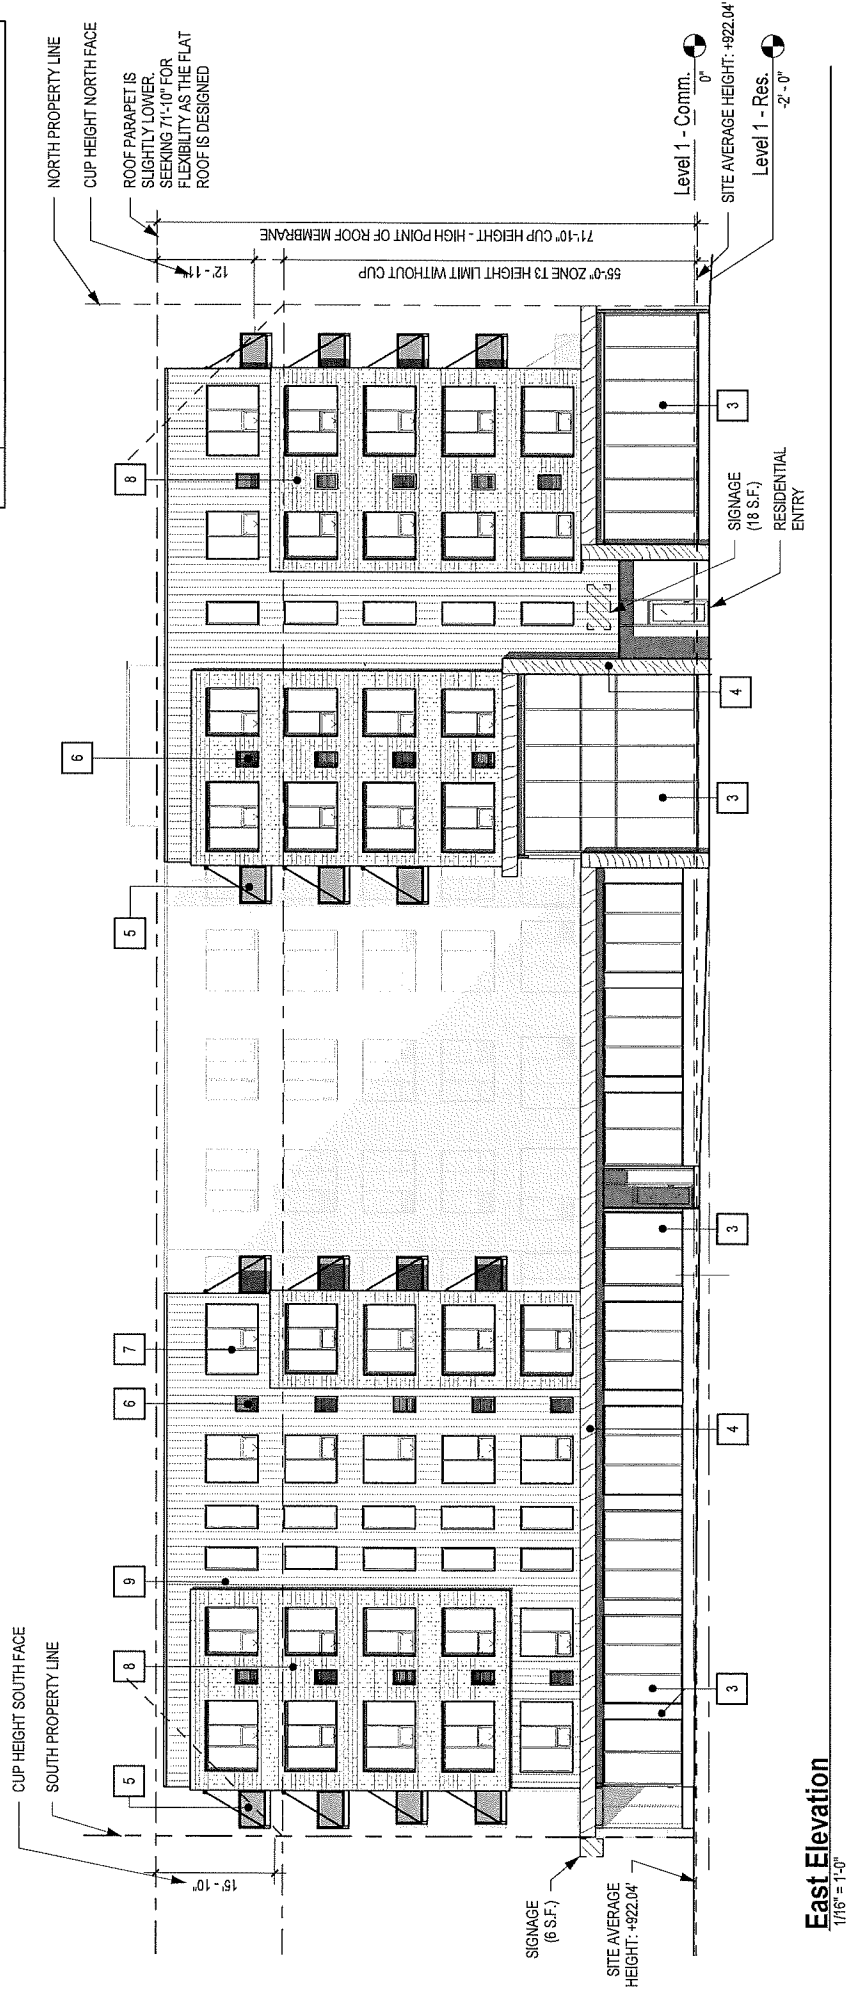 CUP HEIGHT SOUTH FACE
SOUTH PROPERTY LINE
15' - 10"
5
8
9
6
7
5
6
8
NORTH PROPERTY LINE
CUP HEIGHT NORTH FACE
ROOF PARAPET IS
SLIGHTLY LOWER.
SEEKING 71'-10" FOR
FLEXIBILITY AS THE FLAT
ROOF IS DESIGNED
12' - 11"
71'-10" CUP HEIGHT - HIGH POINT OF ROOF MEMBRANE
55'-0" ZONE T3 HEIGHT LIMIT WITHOUT CUP
Level 1 - Comm.
0"
SITE AVERAGE HEIGHT: +922.04'
Level 1 - Res.
-2' - 0"
SIGNAGE
(6 S.F.)
SITE AVERAGE
HEIGHT: +922.04'
3
4
3
3
4
SIGNAGE
(18 S.F.)
RESIDENTIAL
ENTRY
3
East Elevation
1/16" = 1'-0"